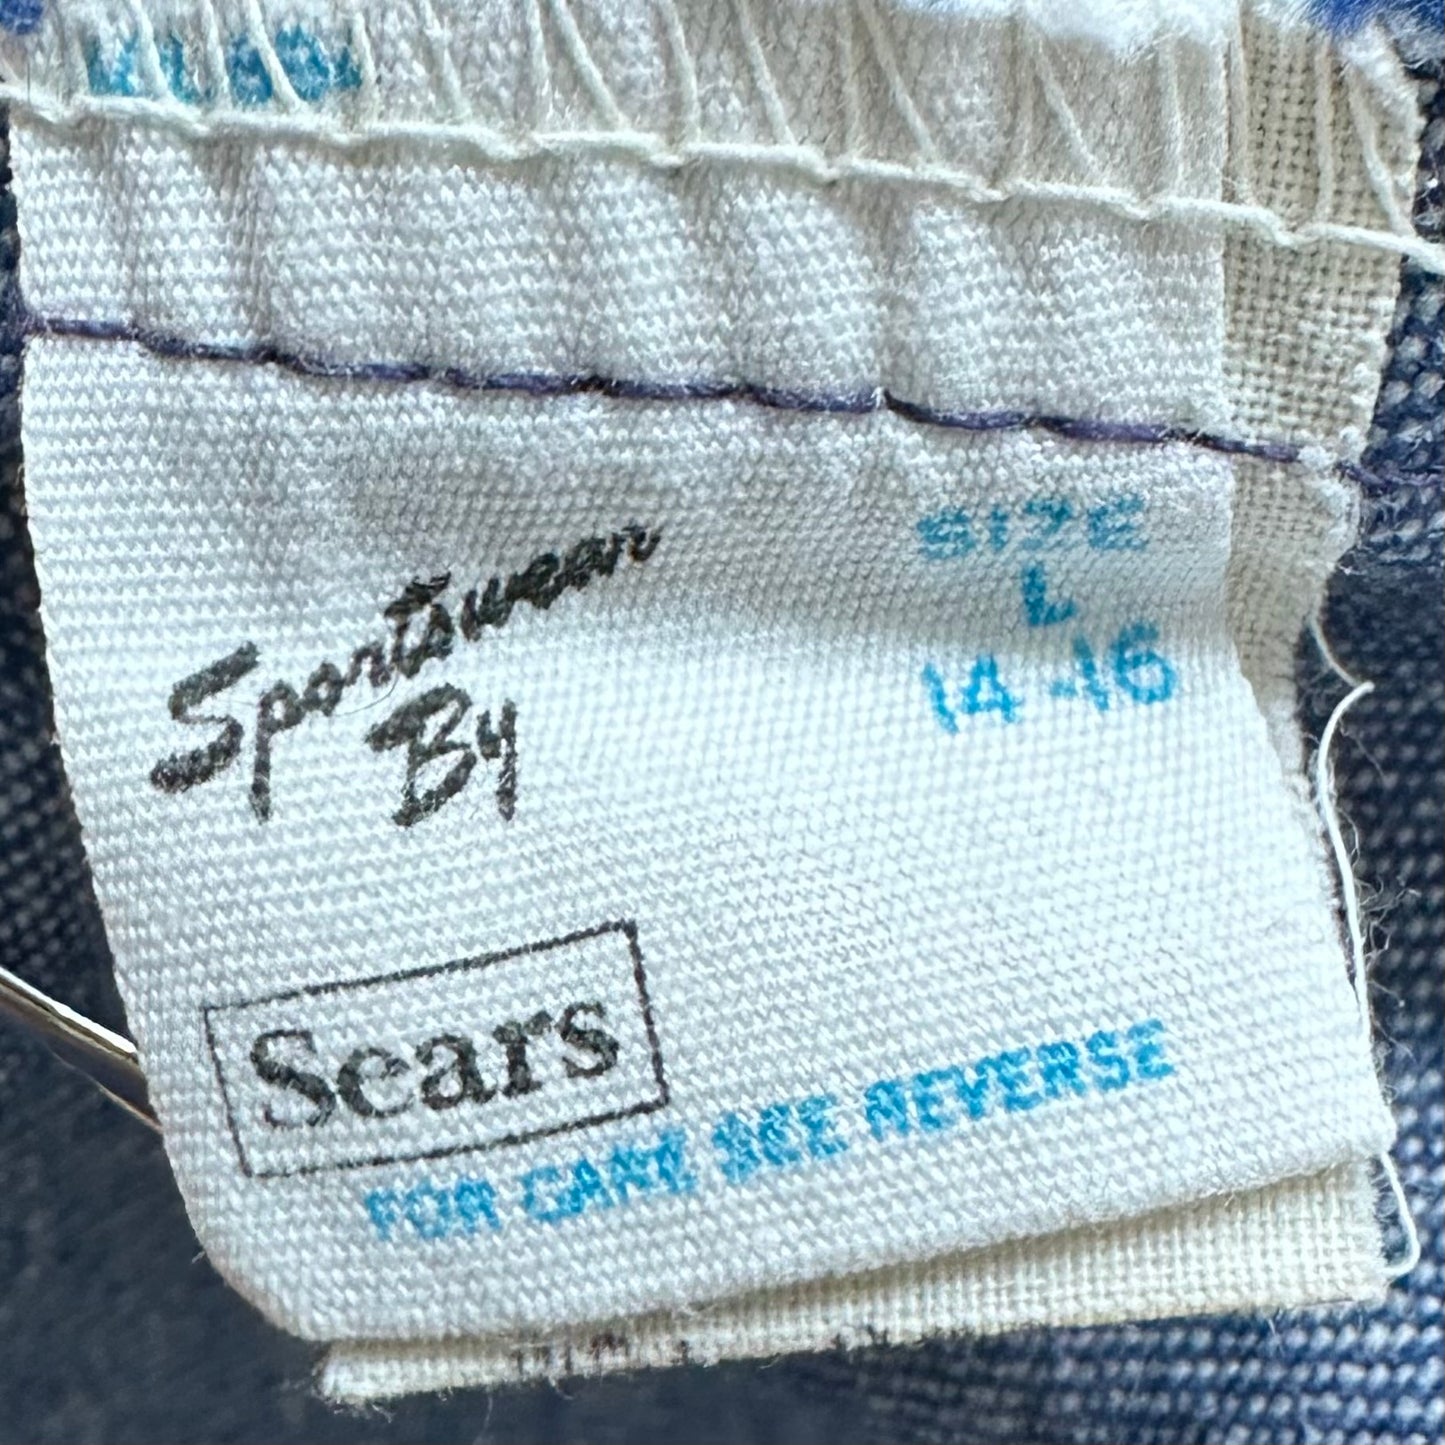 Sportswear
By
SIZE
L
14-16
Sears
FOR CARE SEE REVERSE